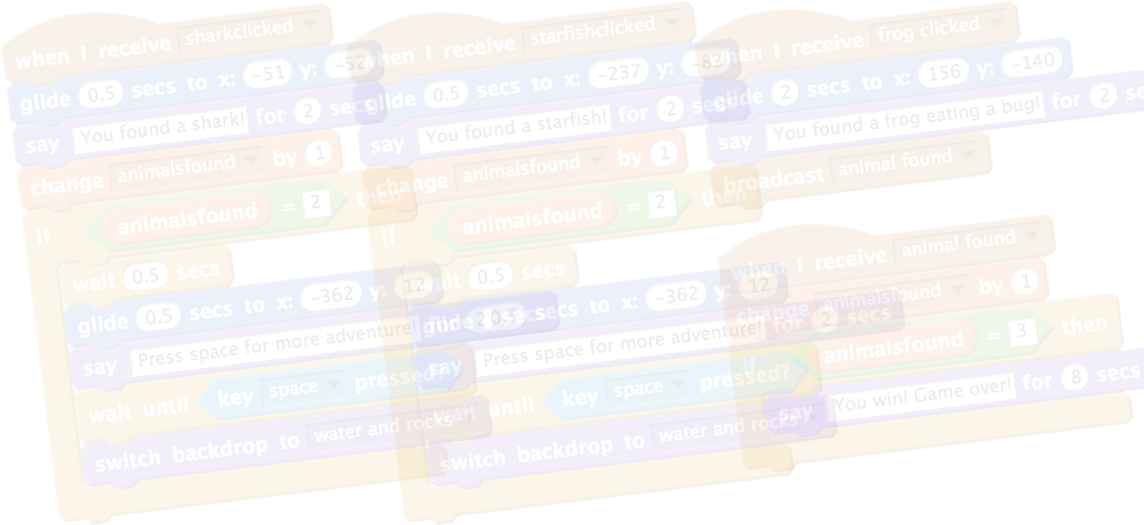 when I receive sharkclicked
glide 0.5 secs to x: -51 y: -52
say You found a shark! for 2 secs
change animalsfound by 1
if animalsfound = 2 then
wait 0.5 secs
glide 0.5 secs to x: -362 y: 12
say Press space for more adventure!
wait until key space pressed?
switch backdrop to water and rocks
when I receive starfishclicked
glide 0.5 secs to x: -237 y:
say You found a starfish! for 2 secs
change animalsfound by 1
if animalsfound = 2 then
wait 0.5 secs
glide 0.5 secs to x: -362 y: 12
say Press space for more adventure! for 2 secs
wait until key space pressed?
switch backdrop to water and rocks
when I receive frog clicked
glide 2 secs to x: 156 y: -140
say You found a frog eating a bug! for 2
broadcast animal found
when I receive animal found
change animalsfound by 1
if animalsfound = 3 then
say You win! Game over! for 8 secs